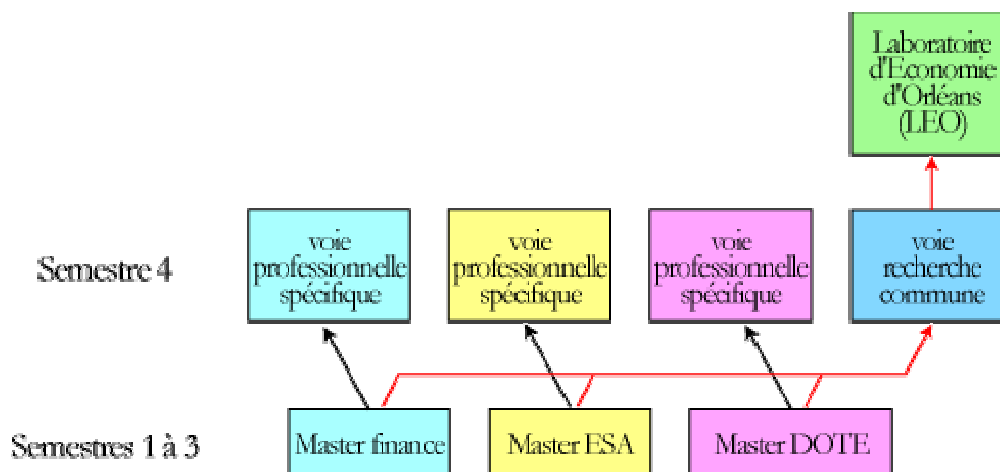 Laboratoire
d'Economie
d'Orléans
(LEO)
Semestre 4
voie
professionnelle
spécifique
voie
professionnelle
spécifique
voie
professionnelle
spécifique
voie
recherche
commune
Semestres 1 à 3
Master finance
Master ESA
Master DOTE